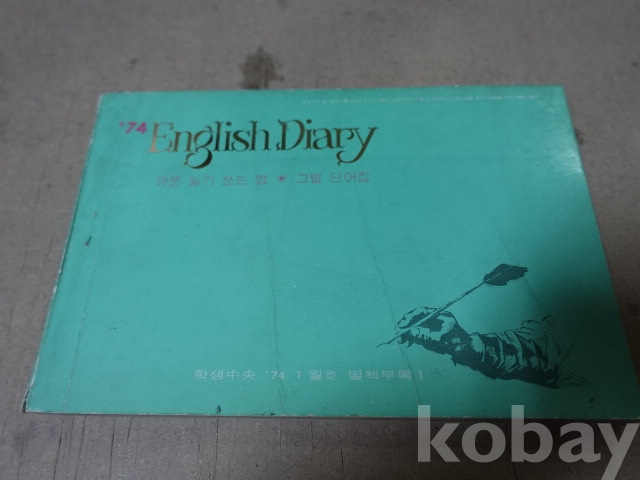 '74 English Diary
영문 일기 쓰는 법 * 그림 단어집
학생中央 '74 1월호 별책부록 1
kobay